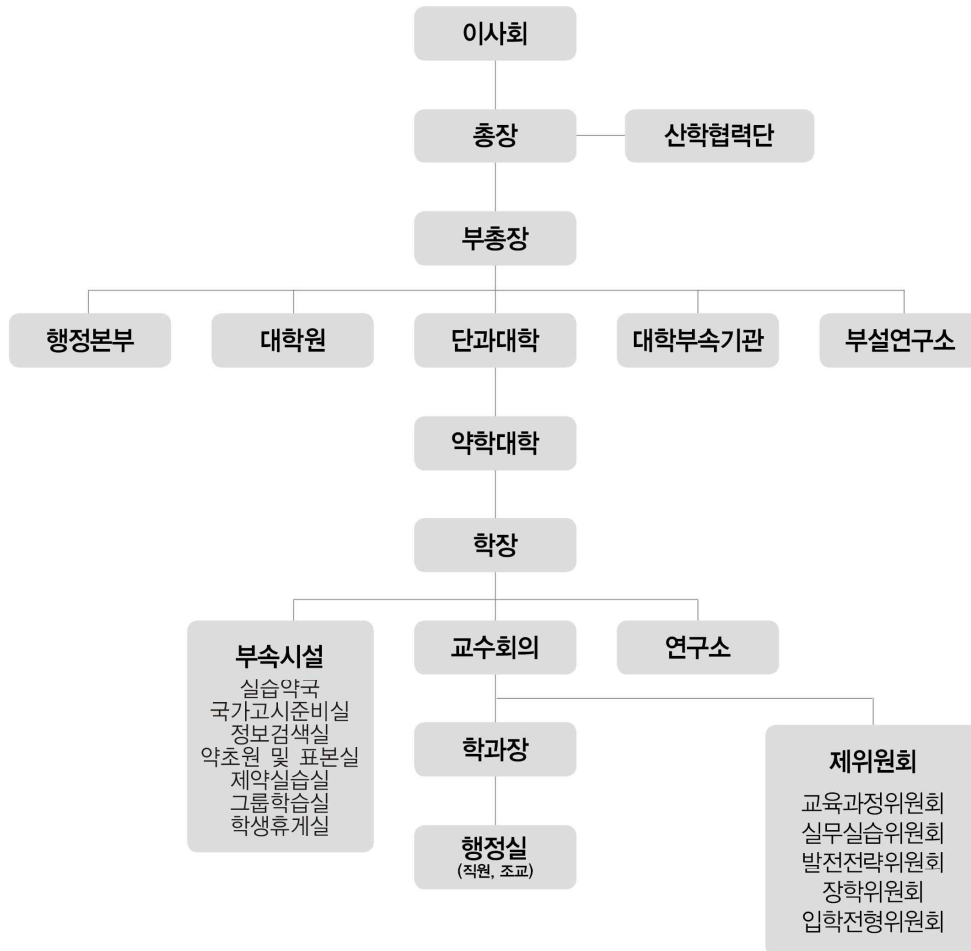 이사회
총장
산학협력단
부총장
행정본부
대학원
단과대학
대학부속기관
부설연구소
약학대학
학장
부속시설
실습약국
국가고시준비실
정보검색실
약초원 및 표본실
제약실습실
그룹학습실
학생휴게실
교수회의
연구소
학과장
행정실
(직원, 조교)
제위원회
교육과정위원회
실무실습위원회
발전전략위원회
장학위원회
입학전형위원회